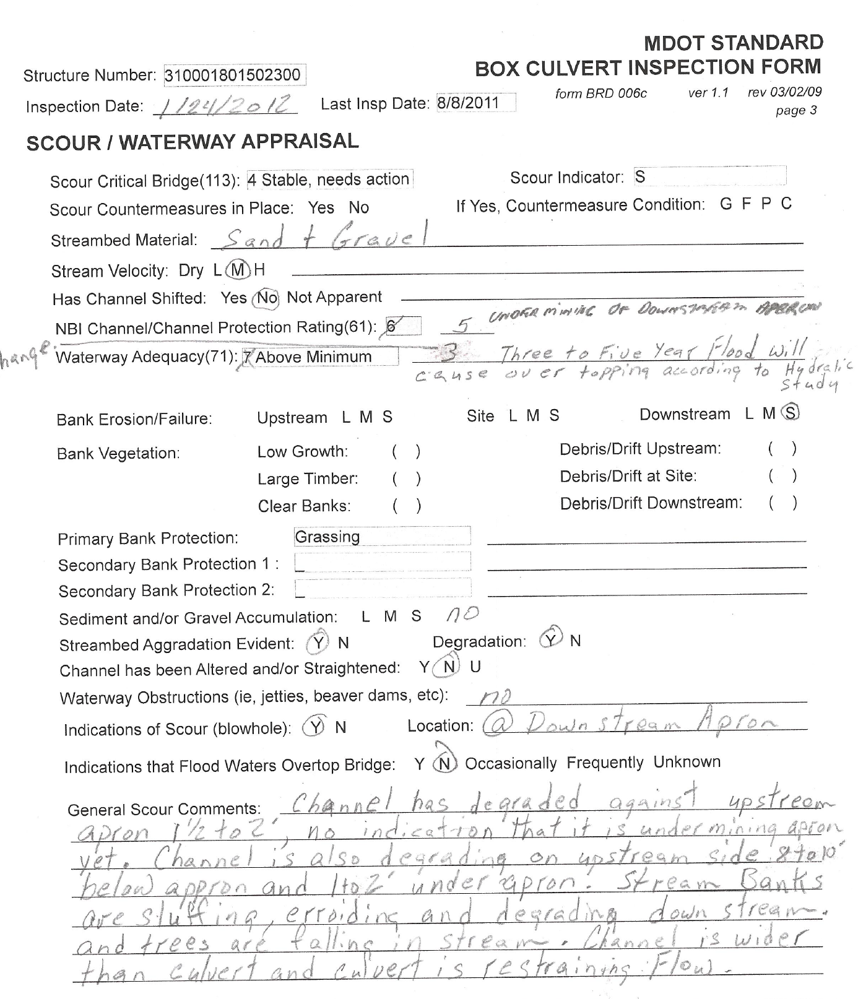 MDOT STANDARD
Structure Number: 310001801502300 BOX CULVERT INSPECTION FORM
form BRD 006c ver 1.1 rev 03/02/09
Inspection Date: 1/24/2012 Last Insp Date: 8/8/2011
page 3
SCOUR / WATERWAY APPRAISAL
Scour Critical Bridge(113): 4 Stable, needs action Scour Indicator: S
Scour Countermeasures in Place: Yes No If Yes, Countermeasure Condition: G F P C
Streambed Material: Sand + Gravel
Stream Velocity: Dry L M H
Has Channel Shifted: Yes No Not Apparent
UNDERMINING OF DOWNSTREAM APERON
NBI Channel/Channel Protection Rating(61): 6 5
hange. Waterway Adequacy(71): 7 Above Minimum 3 Three to Five Year Flood will
cause over topping according to Hydralic
Study
Bank Erosion/Failure: Upstream L M S Site L M S Downstream L M S
Bank Vegetation: Low Growth: ( ) Debris/Drift Upstream: ( )
Large Timber: ( ) Debris/Drift at Site: ( )
Clear Banks: ( ) Debris/Drift Downstream: ( )
Primary Bank Protection: Grassing
Secondary Bank Protection 1 : _
Secondary Bank Protection 2: _
Sediment and/or Gravel Accumulation: L M S no
Streambed Aggradation Evident: Y N Degradation: Y N
Channel has been Altered and/or Straightened: Y N U
Waterway Obstructions (ie, jetties, beaver dams, etc): no
Indications of Scour (blowhole): Y N Location: @ Downstream Apron
Indications that Flood Waters Overtop Bridge: Y N Occasionally Frequently Unknown
General Scour Comments: Channel has degraded against upstream
apron 1 1/2 to 2', no indication that it is undermining apron
yet. Channel is also degrading on upstream side 8 to 10'
below appron and 1 to 2' under apron. Stream Banks
are sluffing, erroiding and degrading down stream.
and trees are falling in stream. Channel is wider
than culvert and culvert is restraining Flow.